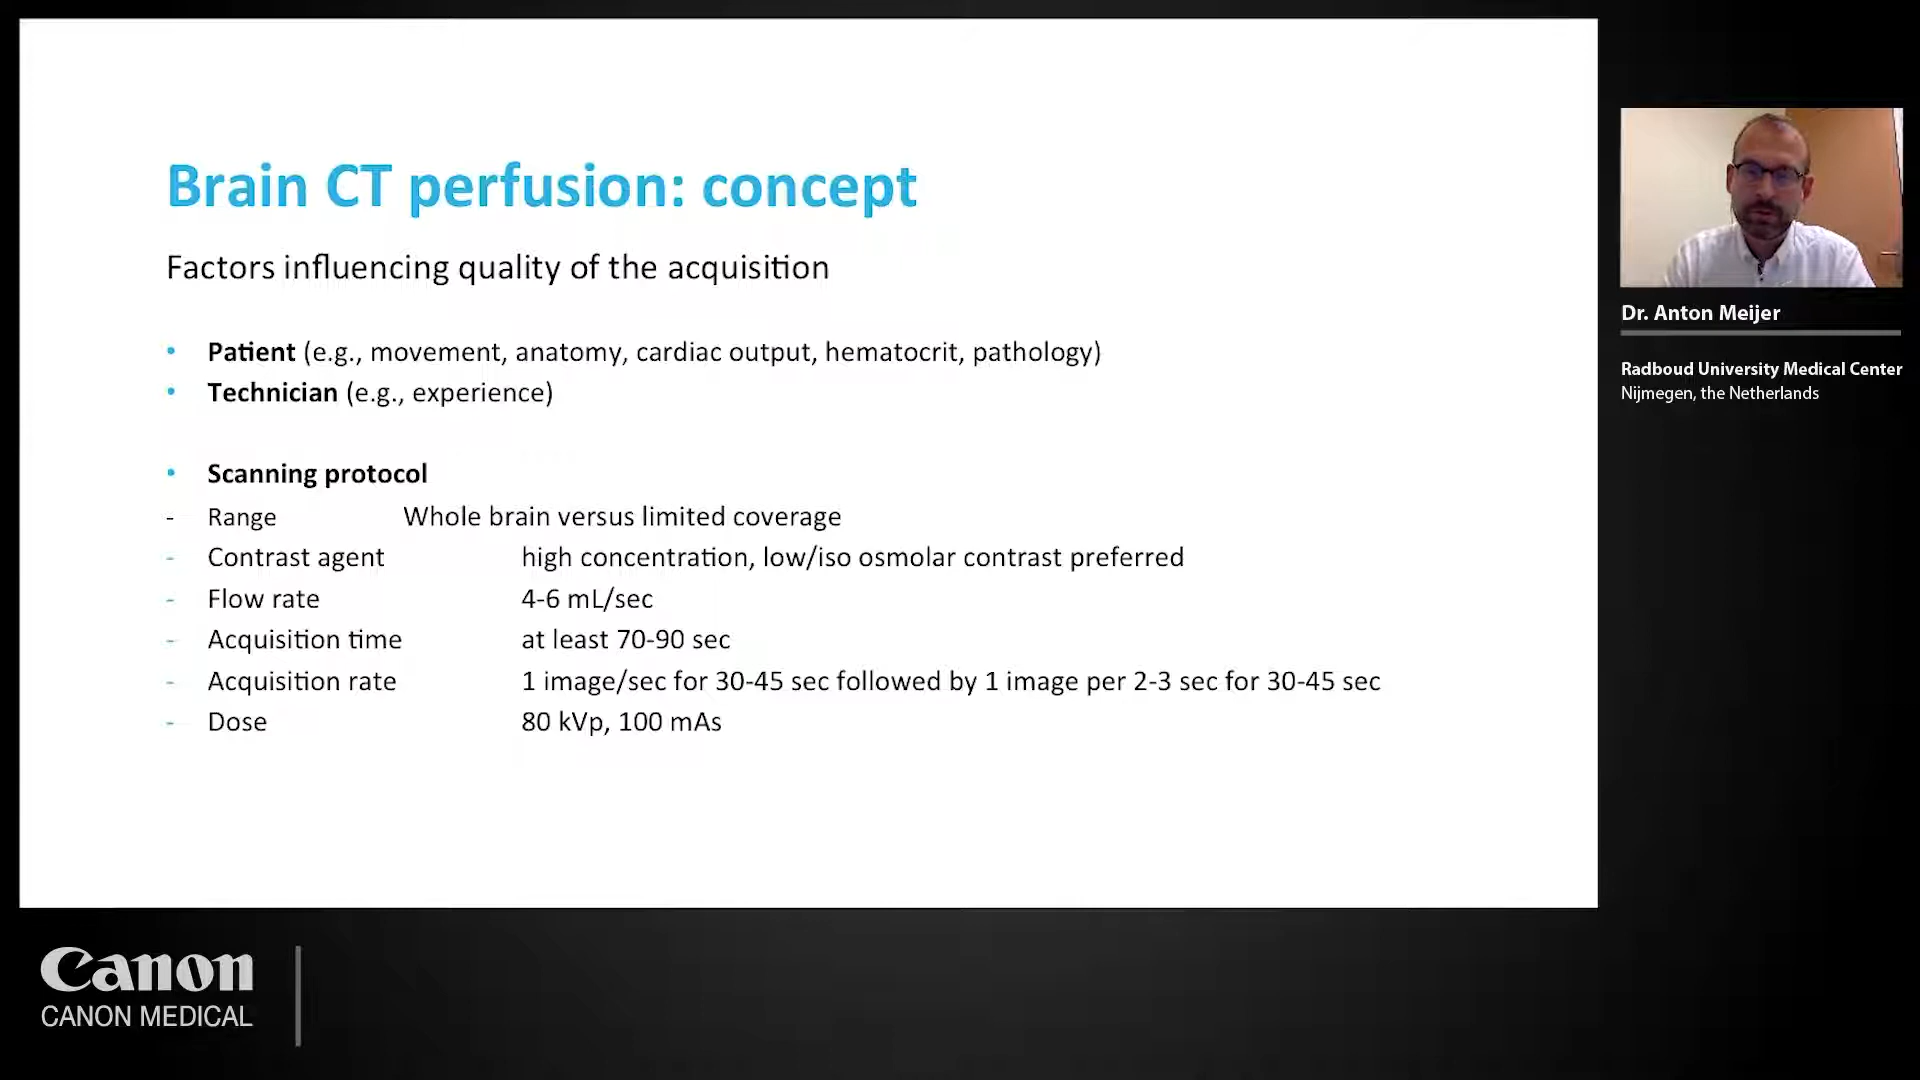 Brain CT perfusion: concept
Factors influencing quality of the acquisition
• Patient (e.g., movement, anatomy, cardiac output, hematocrit, pathology)
• Technician (e.g., experience)
• Scanning protocol
- Range Whole brain versus limited coverage
- Contrast agent high concentration, low/iso osmolar contrast preferred
- Flow rate 4-6 mL/sec
- Acquisition time at least 70-90 sec
- Acquisition rate 1 image/sec for 30-45 sec followed by 1 image per 2-3 sec for 30-45 sec
- Dose 80 kVp, 100 mAs
Dr. Anton Meijer
Radboud University Medical Center
Nijmegen, the Netherlands
Canon
CANON MEDICAL